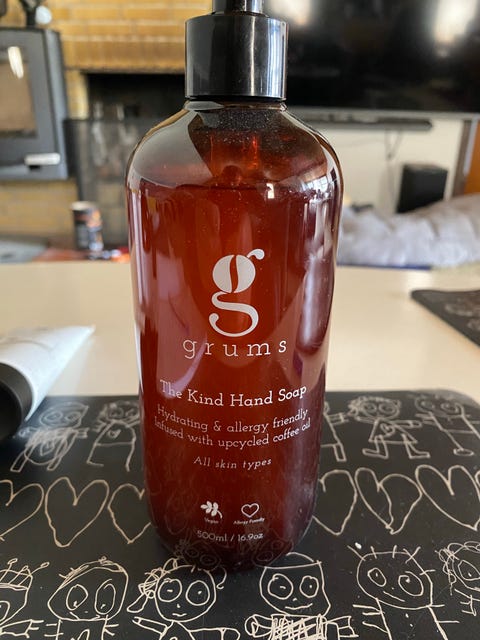 g
grums
The Kind Hand Soap
Hydrating & allergy friendly
Infused with upcycled coffee oil
All skin types
Vegan
Allergy Friendly
500ml / 16.9oz